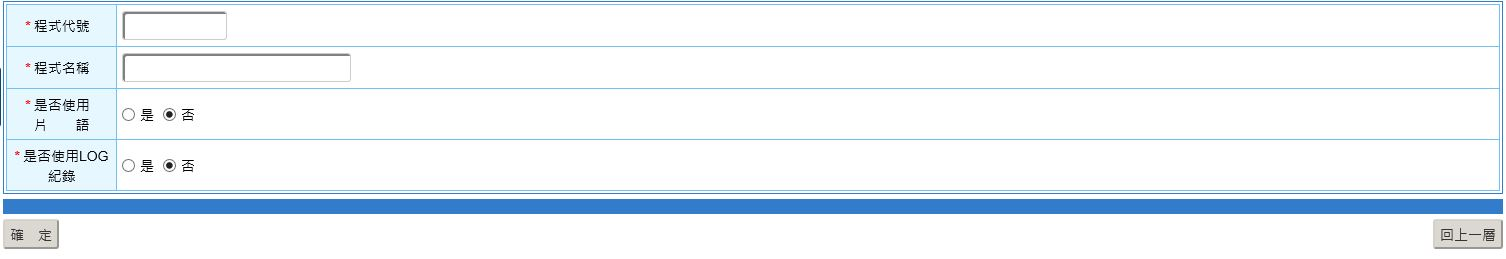 * 程式代號
* 程式名稱
* 是否使用
片　　語
是 否
* 是否使用LOG
紀錄
是 否
確　定
回上一層